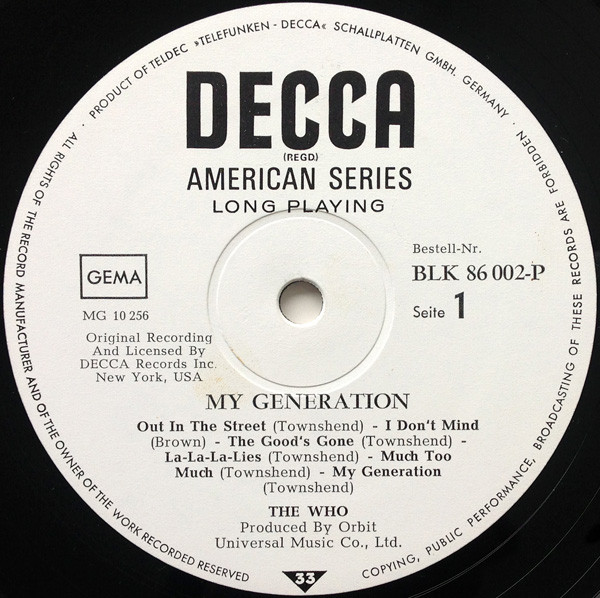 ALL RIGHTS OF THE RECORD MANUFACTURER AND OF THE OWNER OF THE WORK RECORDED RESERVED
· PRODUCT OF TELDEC »TELEFUNKEN - DECCA« SCHALLPLATTEN GMBH. GERMANY ·
COPYING, PUBLIC PERFORMANCE, BROADCASTING OF THESE RECORDS ARE FORBIDDEN
DECCA
(REGD.)
AMERICAN SERIES
LONG PLAYING
GEMA
MG 10 256
Original Recording
And Licensed By
DECCA Records Inc.
New York, USA
Bestell-Nr.
BLK 86 002-P
Seite 1
MY GENERATION
Out In The Street (Townshend) - I Don't Mind
(Brown) - The Good's Gone (Townshend) -
La-La-La-Lies (Townshend) - Much Too
Much (Townshend) - My Generation
(Townshend)
THE WHO
Produced By Orbit
Universal Music Co., Ltd.
33